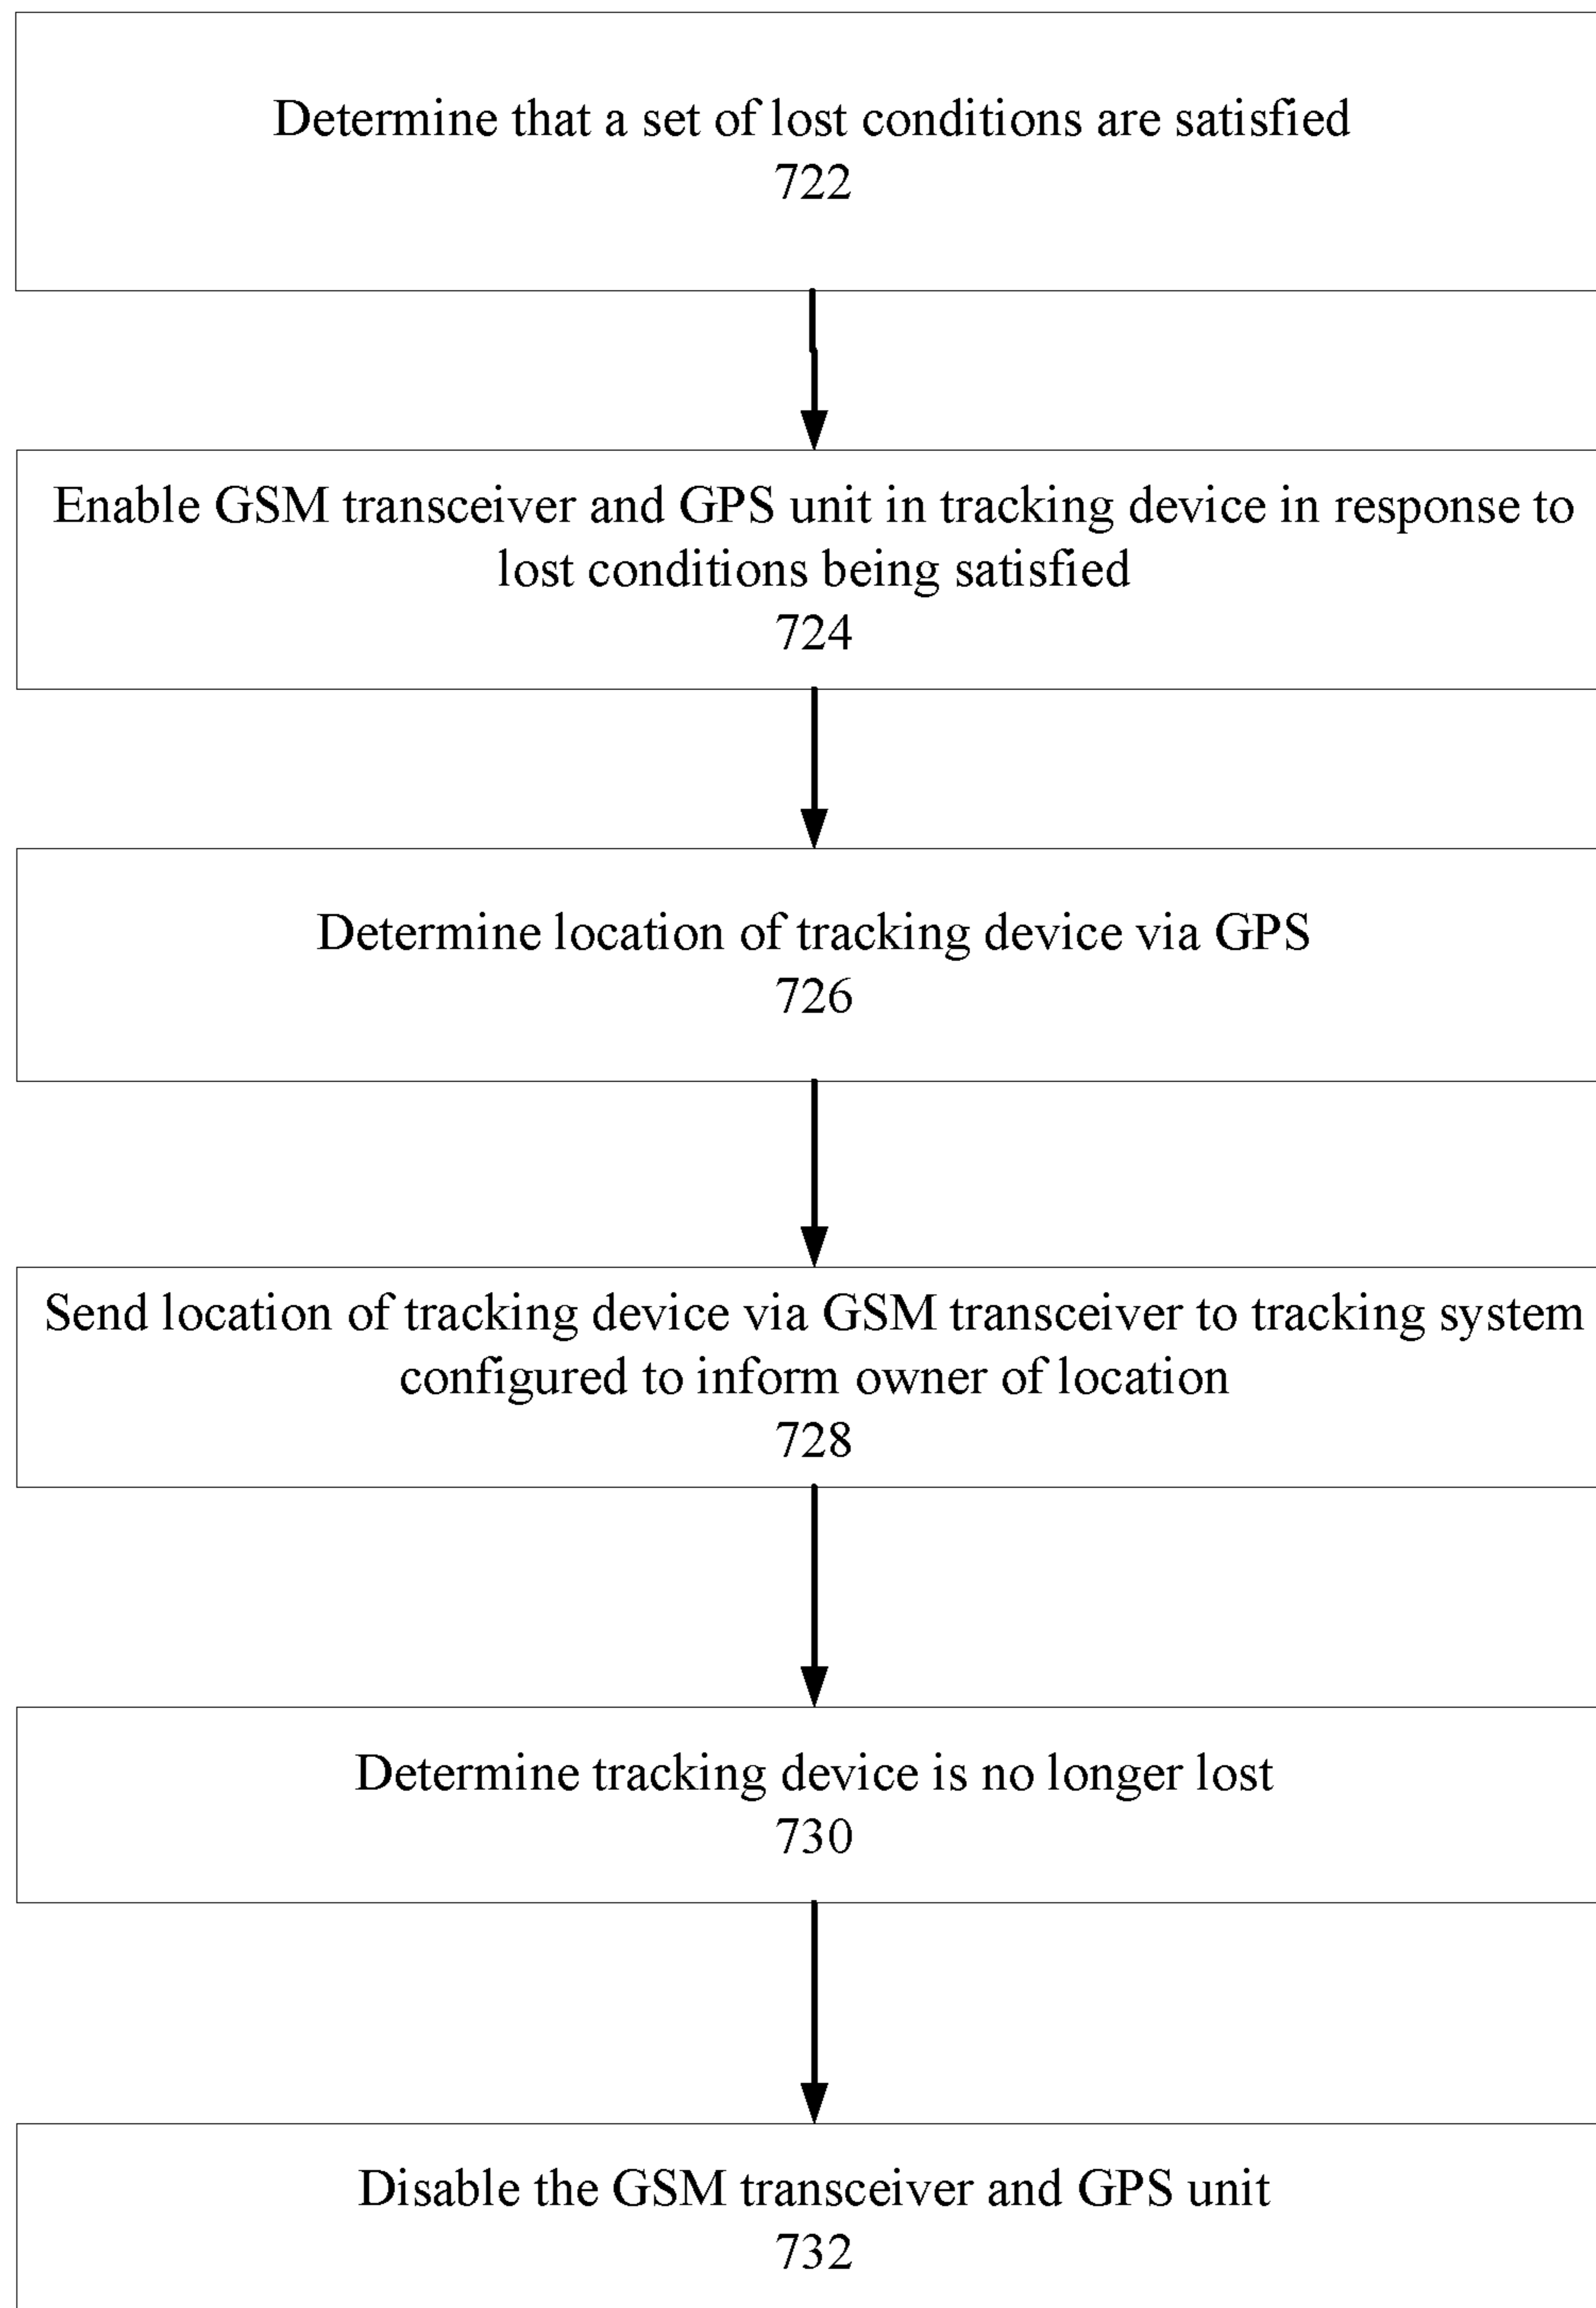 Determine that a set of lost conditions are satisfied
722
Enable GSM transceiver and GPS unit in tracking device in response to
lost conditions being satisfied
724
Determine location of tracking device via GPS
726
Send location of tracking device via GSM transceiver to tracking system
configured to inform owner of location
728
Determine tracking device is no longer lost
730
Disable the GSM transceiver and GPS unit
732